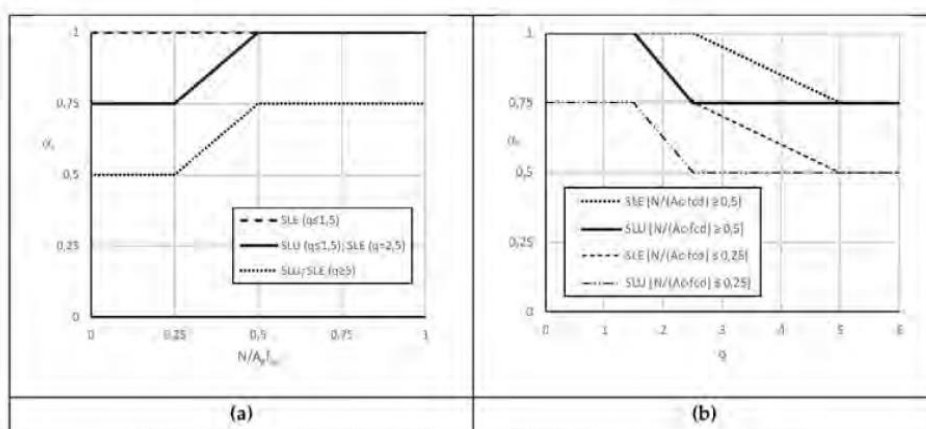 1
0,75
0,5
0,25
0
0
0,25
0,5
0,75
1
SLE (q≤1,5)
SLU (q≤1,5); SLE (q=2,5)
SLU/SLE (q≥5)
(a)
1
0,75
0,5
0,25
0
0
1
2
3
4
5
6
q
SLE [N/(Ac·fcd) ≥ 0,5]
SLU [N/(Ac·fcd) ≥ 0,5]
SLE [N/(Ac·fcd) ≤ 0,25]
SLU [N/(Ac·fcd) ≤ 0,25]
(b)